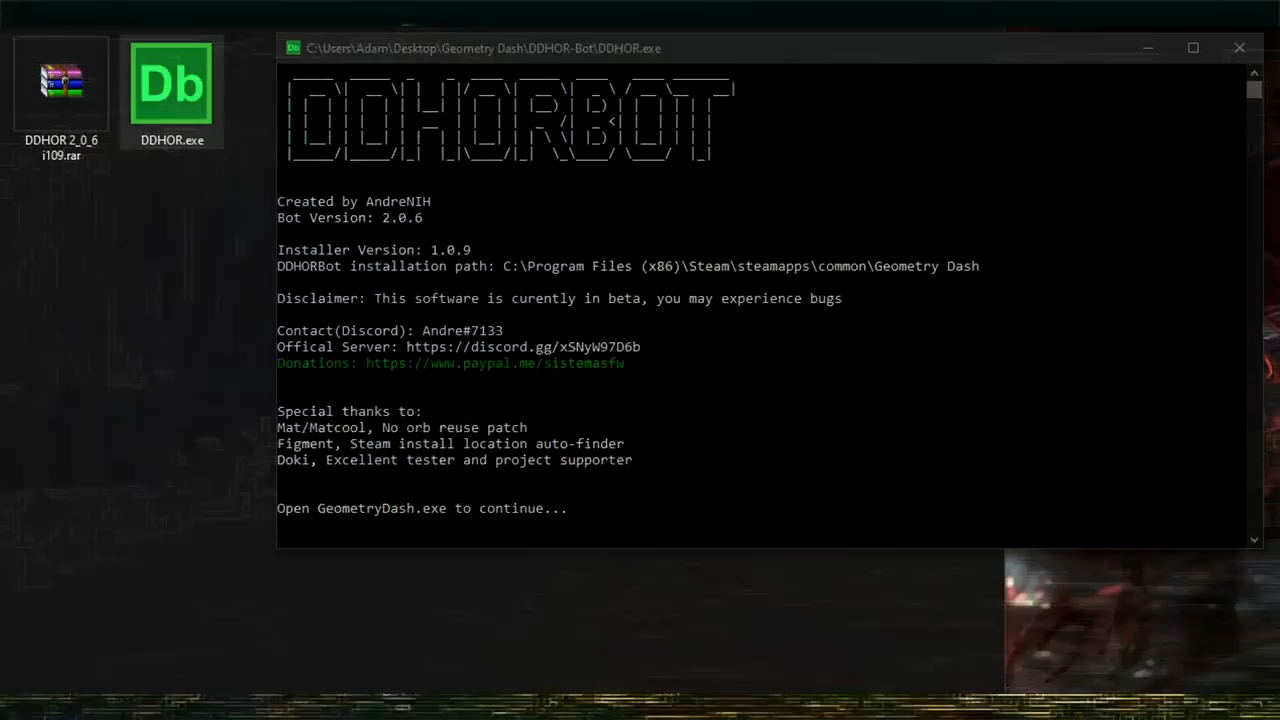 DDHOR 2_0_6
i109.rar
Db
DDHOR.exe
Db C:\Users\Adam\Desktop\Geometry Dash\DDHOR-Bot\DDHOR.exe
DDHORBOT
Created by AndreNIH
Bot Version: 2.0.6
Installer Version: 1.0.9
DDHORBot installation path: C:\Program Files (x86)\Steam\steamapps\common\Geometry Dash
Disclaimer: This software is curently in beta, you may experience bugs
Contact(Discord): Andre#7133
Offical Server: https://discord.gg/xSNyW97D6b
Donations: https://www.paypal.me/sistemasfw
Special thanks to:
Mat/Matcool, No orb reuse patch
Figment, Steam install location auto-finder
Doki, Excellent tester and project supporter
Open GeometryDash.exe to continue...